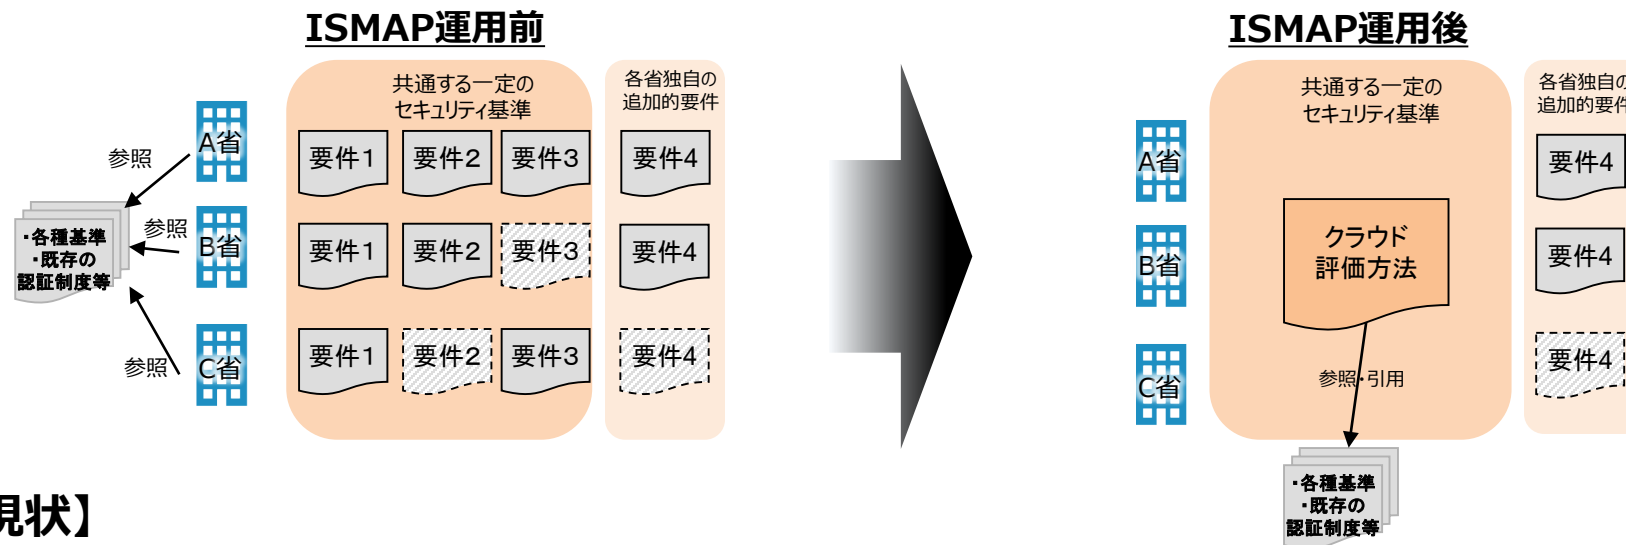 ISMAP運用前
共通する一定の
セキュリティ基準
各省独自の
追加的要件
A省
参照
要件1
要件2
要件3
要件4
B省
参照
・各種基準
・既存の
認証制度等
要件1
要件2
要件3
要件4
C省
参照
要件1
要件2
要件3
要件4
ISMAP運用後
共通する一定の
セキュリティ基準
各省独自の
追加的要件
A省
要件4
B省
クラウド
評価方法
要件4
C省
参照・引用
要件4
・各種基準
・既存の
認証制度等
現状】